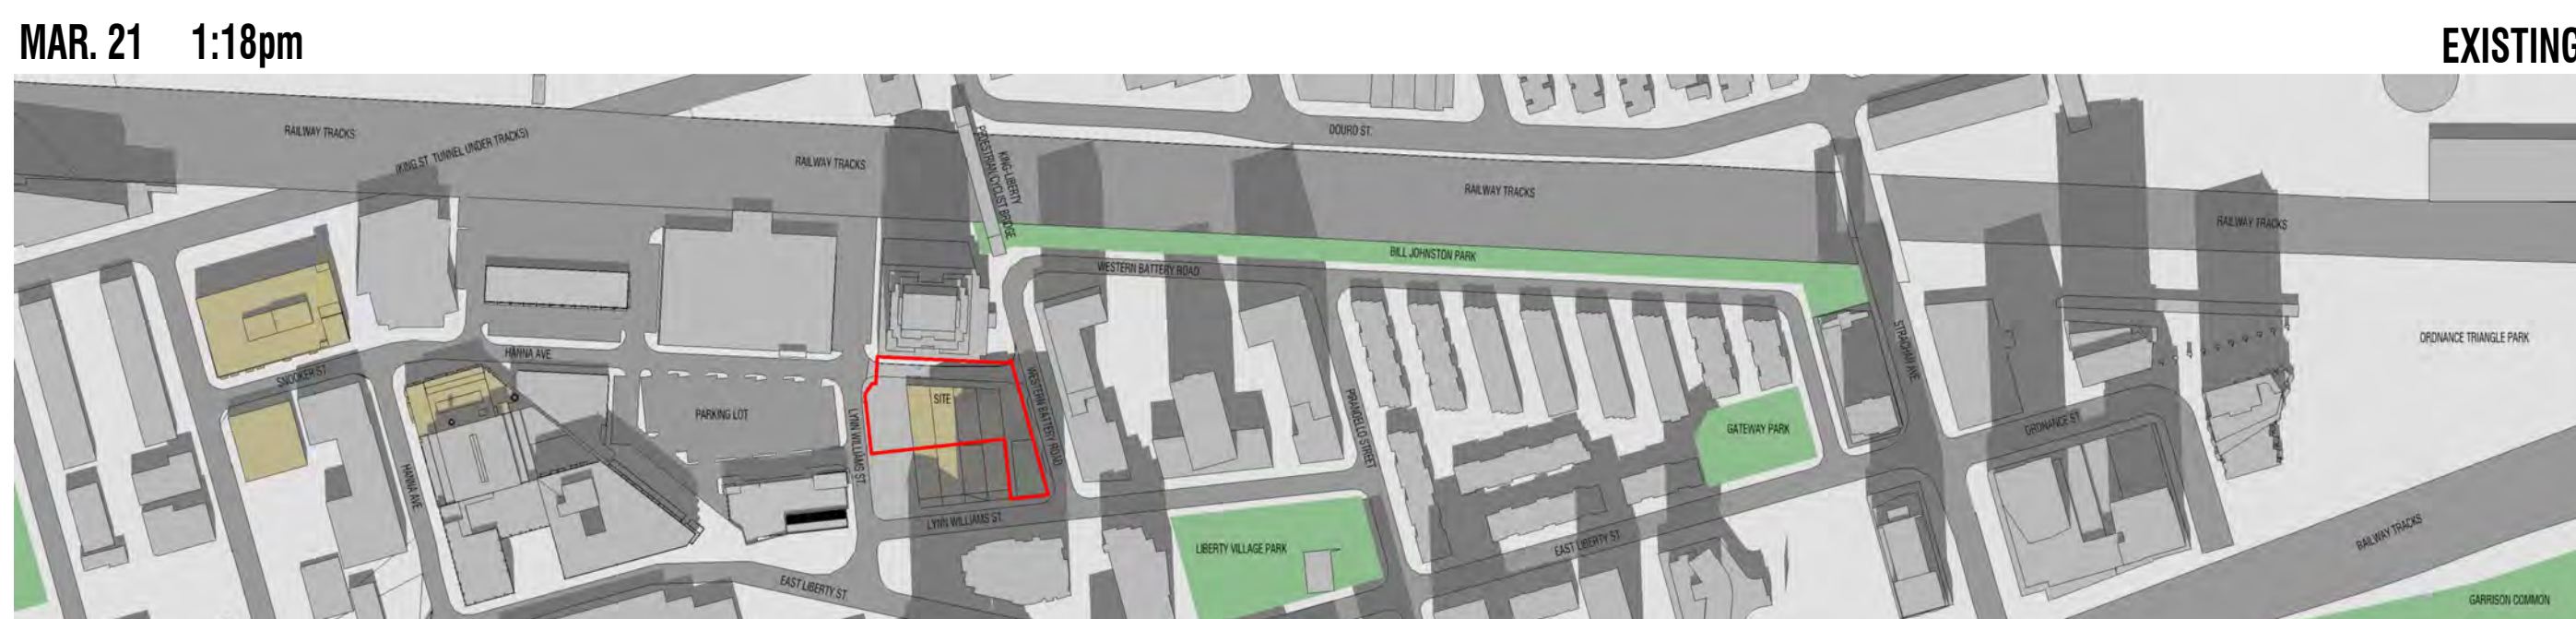 MAR. 21 1:18pm
EXISTING
RAILWAY TRACKS
(KING ST. TUNNEL UNDER TRACKS)
RAILWAY TRACKS
KING-LIBERTY
PEDESTRIAN/CYCLIST BRIDGE
DOURO ST.
RAILWAY TRACKS
RAILWAY TRACKS
BILL JOHNSTON PARK
WESTERN BATTERY ROAD
STRACHAN AVE.
ORDNANCE TRIANGLE PARK
HANNA AVE.
SNOOKER ST.
SITE
WESTERN BATTERY ROAD
PARKING LOT
LYNN WILLIAMS ST.
PIRANDELLO STREET
GATEWAY PARK
ORDNANCE ST.
HANNA AVE.
LYNN WILLIAMS ST.
LIBERTY VILLAGE PARK
EAST LIBERTY ST.
RAILWAY TRACKS
EAST LIBERTY ST.
GARRISON COMMON